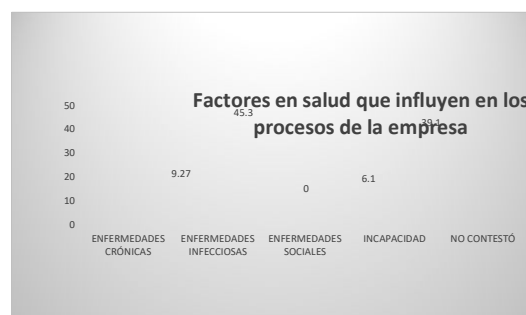 Factores en salud que influyen en los
procesos de la empresa
50
40
30
20
10
0
9.27
45.3
0
6.1
39.1
ENFERMEDADES
CRÓNICAS
ENFERMEDADES
INFECCIOSAS
ENFERMEDADES
SOCIALES
INCAPACIDAD
NO CONTESTÓ